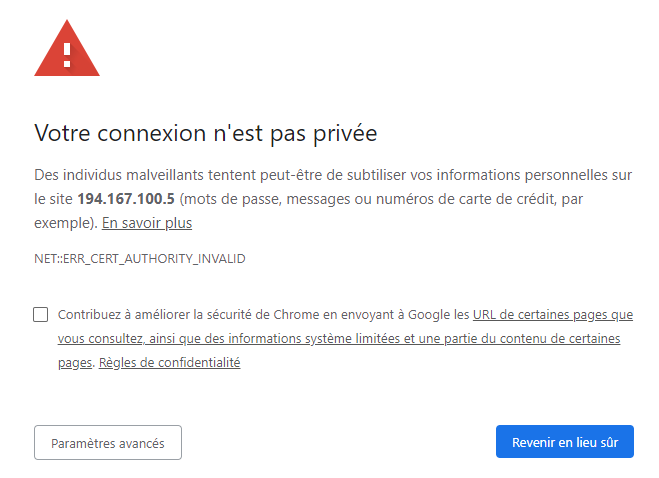 Votre connexion n'est pas privée
Des individus malveillants tentent peut-être de subtiliser vos informations personnelles sur
le site 194.167.100.5 (mots de passe, messages ou numéros de carte de crédit, par
exemple). En savoir plus
NET::ERR_CERT_AUTHORITY_INVALID
Contribuez à améliorer la sécurité de Chrome en envoyant à Google les URL de certaines pages que
vous consultez, ainsi que des informations système limitées et une partie du contenu de certaines
pages. Règles de confidentialité
Paramètres avancés
Revenir en lieu sûr